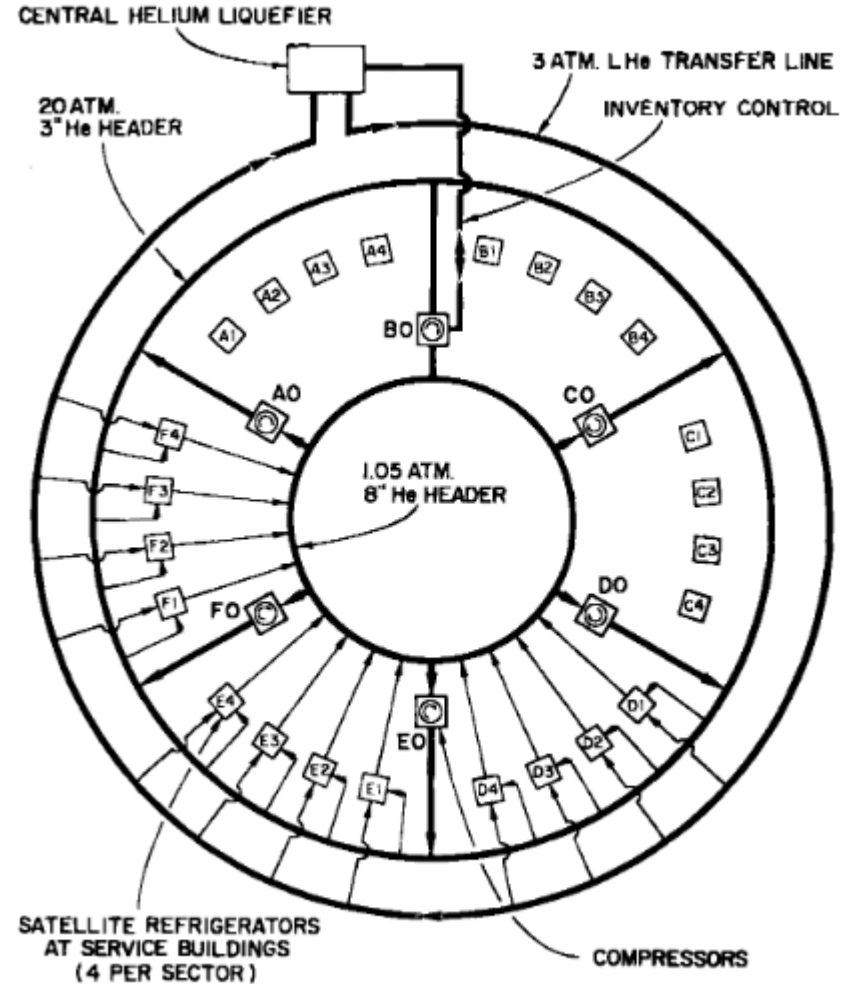 CENTRAL HELIUM LIQUEFIER
3 ATM. LHe TRANSFER LINE
20 ATM.
3" He HEADER
INVENTORY CONTROL
A4
B1
A3
B2
A2
B3
A1
B0
B4
A0
C0
F4
C1
1.05 ATM.
8" He HEADER
F3
C2
F2
C3
F1
F0
D0
C4
E4
D1
E3
E0
D2
E2
D3
E1
D4
SATELLITE REFRIGERATORS
AT SERVICE BUILDINGS
(4 PER SECTOR)
COMPRESSORS